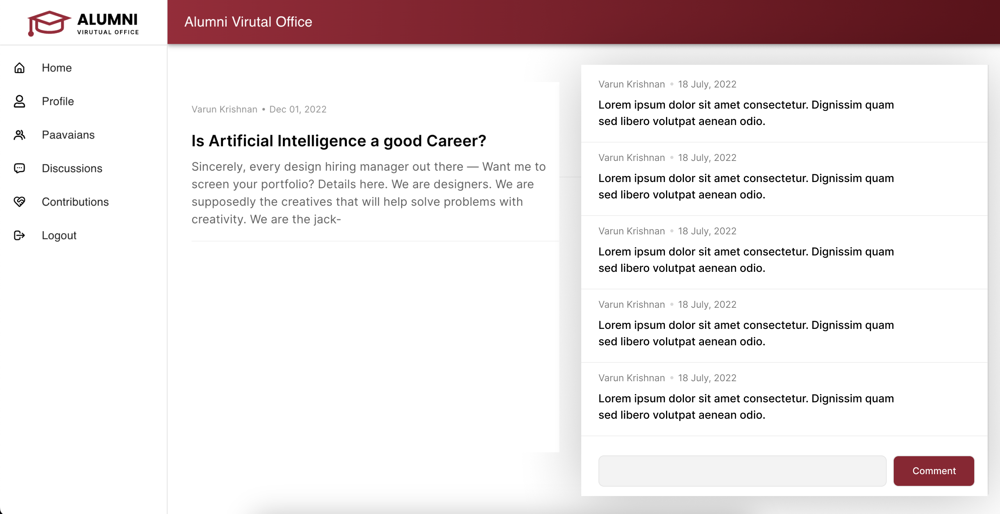 ALUMNI
VIRUTUAL OFFICE
Alumni Virutal Office
Home
Profile
Paavaians
Discussions
Contributions
Logout
Varun Krishnan • Dec 01, 2022
Is Artificial Intelligence a good Career?
Sincerely, every design hiring manager out there — Want me to
screen your portfolio? Details here. We are designers. We are
supposedly the creatives that will help solve problems with
creativity. We are the jack-
Varun Krishnan • 18 July, 2022
Lorem ipsum dolor sit amet consectetur. Dignissim quam
sed libero volutpat aenean odio.
Varun Krishnan • 18 July, 2022
Lorem ipsum dolor sit amet consectetur. Dignissim quam
sed libero volutpat aenean odio.
Varun Krishnan • 18 July, 2022
Lorem ipsum dolor sit amet consectetur. Dignissim quam
sed libero volutpat aenean odio.
Varun Krishnan • 18 July, 2022
Lorem ipsum dolor sit amet consectetur. Dignissim quam
sed libero volutpat aenean odio.
Varun Krishnan • 18 July, 2022
Lorem ipsum dolor sit amet consectetur. Dignissim quam
sed libero volutpat aenean odio.
Comment